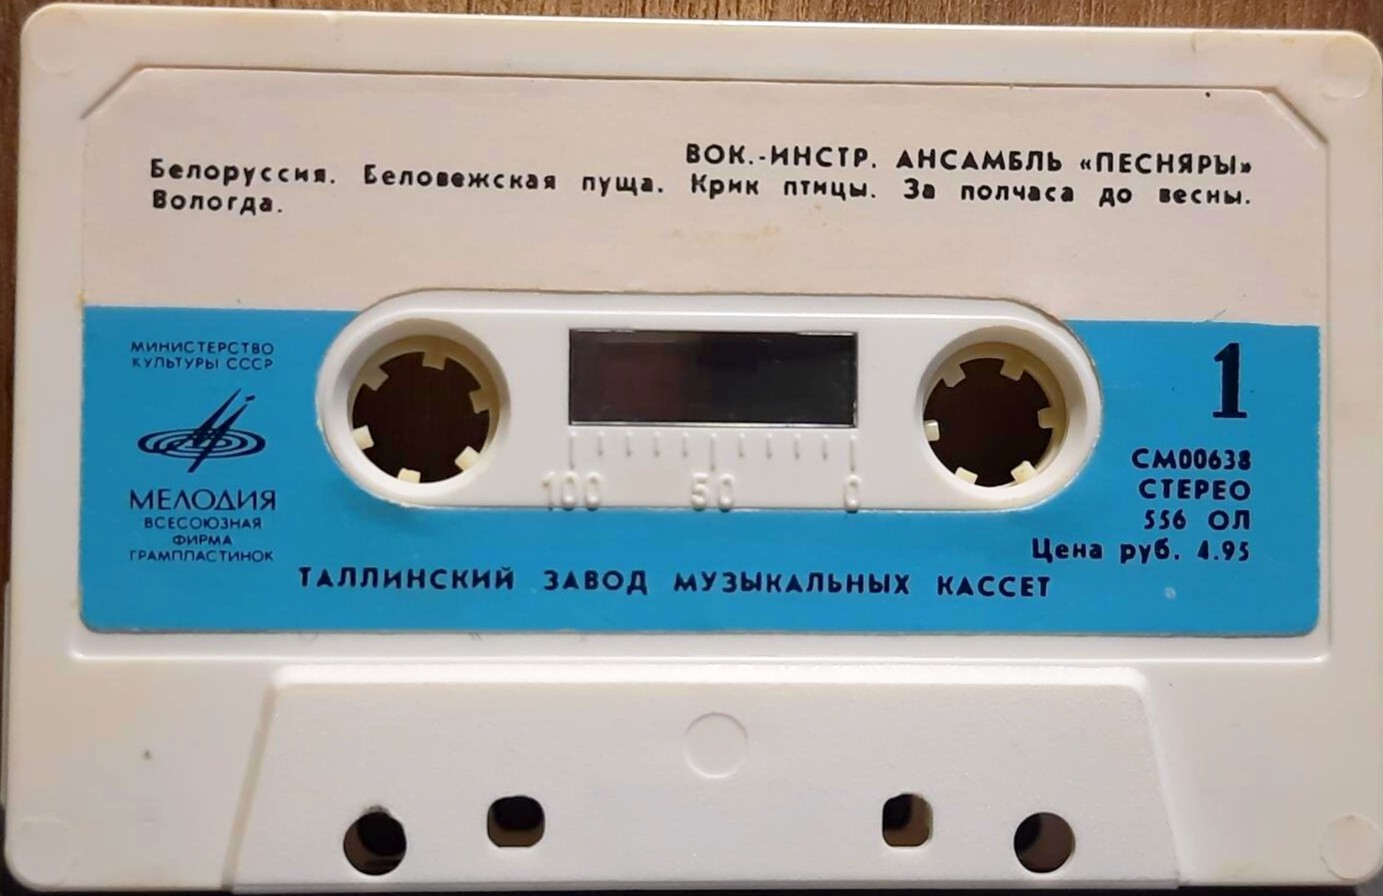 ВОК.-ИНСТР. АНСАМБЛЬ «ПЕСНЯРЫ»
Белоруссия. Беловежская пуща. Крик птицы. За полчаса до весны.
Вологда.
МИНИСТЕРСТВО
КУЛЬТУРЫ СССР
МЕЛОДИЯ
ВСЕСОЮЗНАЯ
ФИРМА
ГРАМПЛАСТИНОК
100 50 0
1
СМ00638
СТЕРЕО
556 ОЛ
Цена руб. 4.95
ТАЛЛИНСКИЙ ЗАВОД МУЗЫКАЛЬНЫХ КАССЕТ